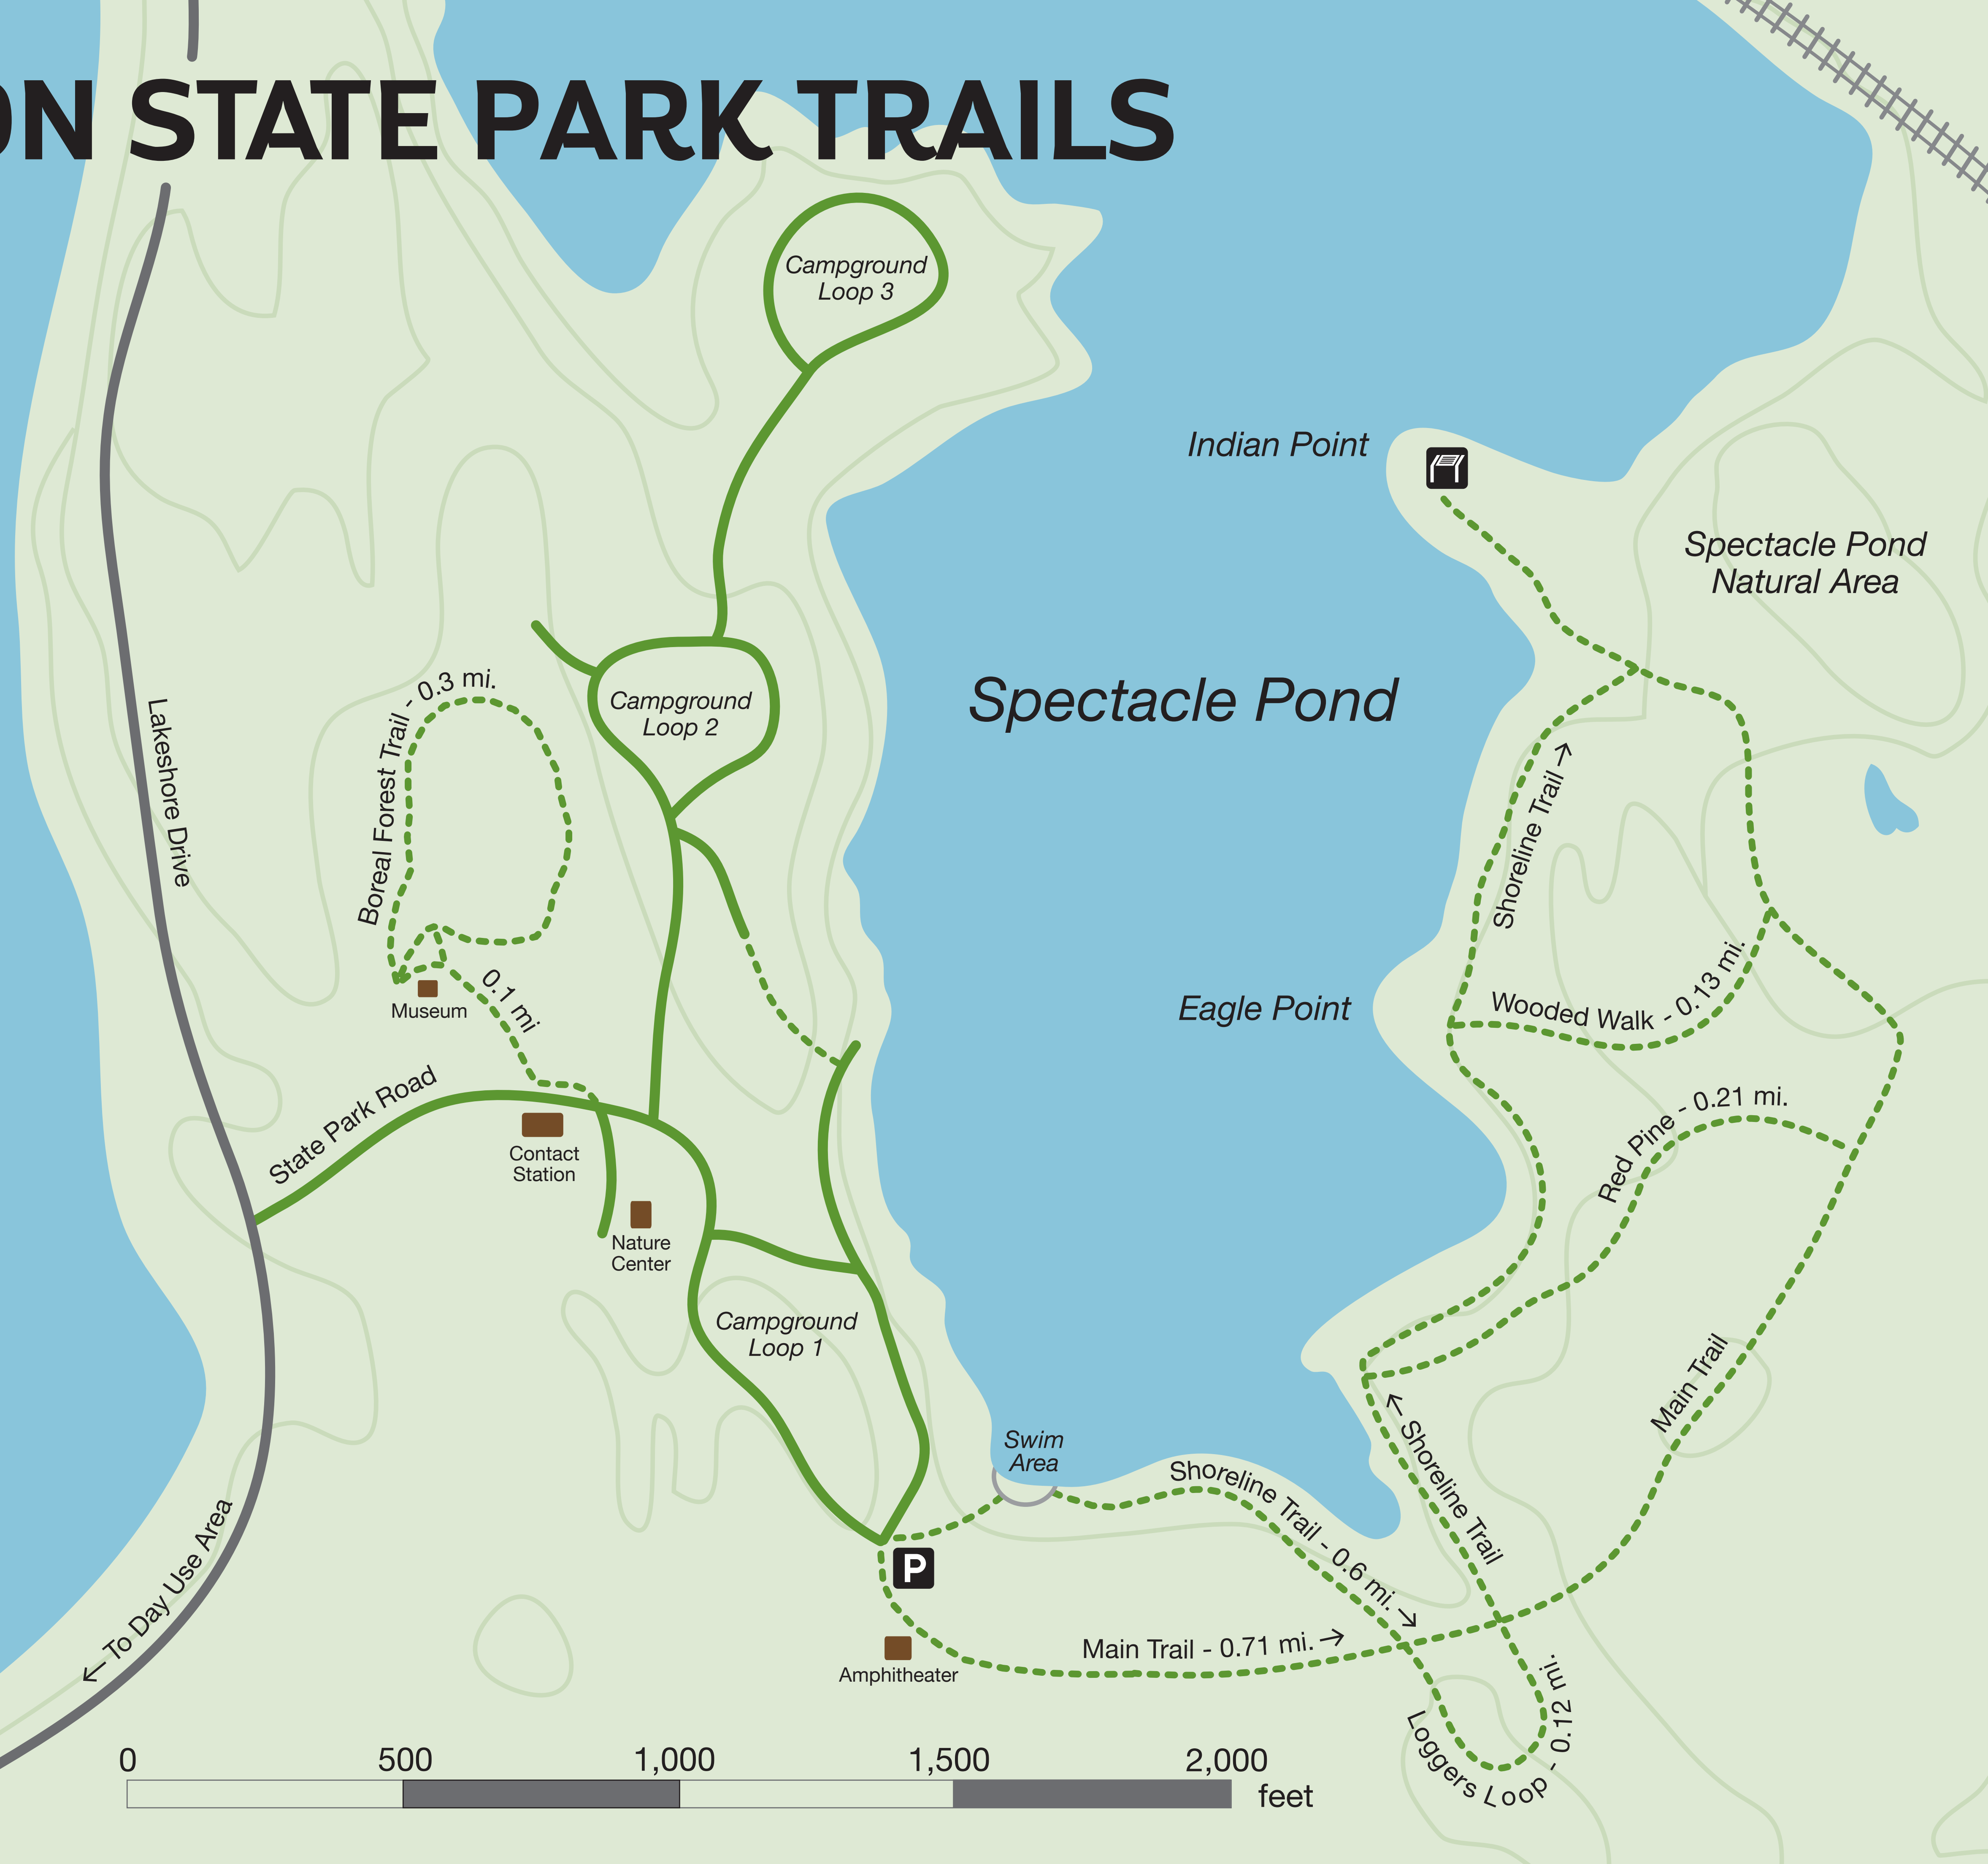 ON STATE PARK TRAILS
Campground
Loop 3
Indian Point
Spectacle Pond
Natural Area
Boreal Forest Trail - 0.3 mi.
Campground
Loop 2
Spectacle Pond
Lakeshore Drive
Shoreline Trail →
0.1 mi
Museum
Eagle Point
Wooded Walk - 0.13 mi.
State Park Road
Contact
Station
Red Pine - 0.21 mi.
Nature
Center
Campground
Loop 1
Main Trail
Swim
Area
← Shoreline Trail
Shoreline Trail - 0.6 mi. →
← To Day Use Area
P
Main Trail - 0.71 mi. →
Amphitheater
Loggers Loop - 0.12 mi.
0 500 1,000 1,500 2,000
feet